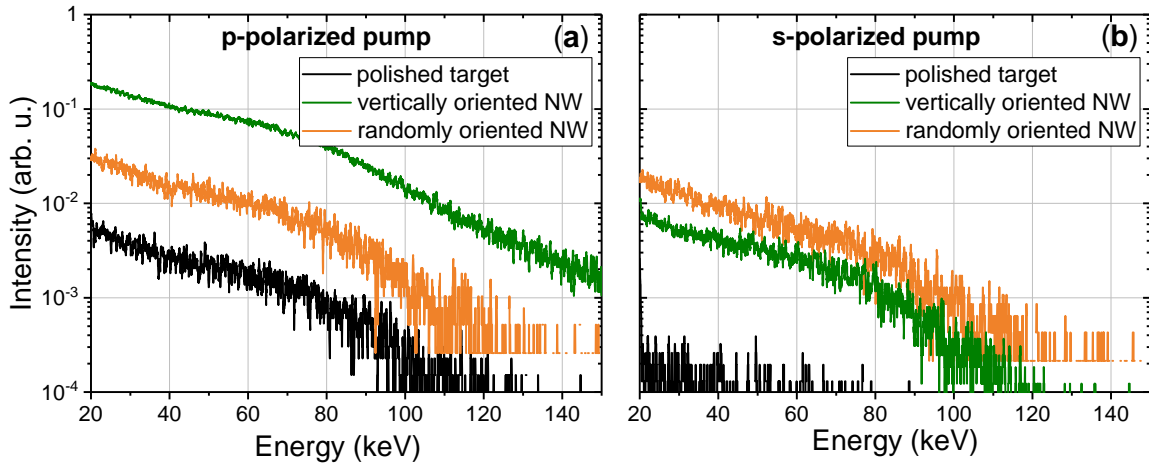 p-polarized pump (a)
polished target
vertically oriented NW
randomly oriented NW
Intensity (arb. u.)
1
10⁻¹
10⁻²
10⁻³
10⁻⁴
20 40 60 80 100 120 140
Energy (keV)
s-polarized pump (b)
polished target
vertically oriented NW
randomly oriented NW
20 40 60 80 100 120 140
Energy (keV)